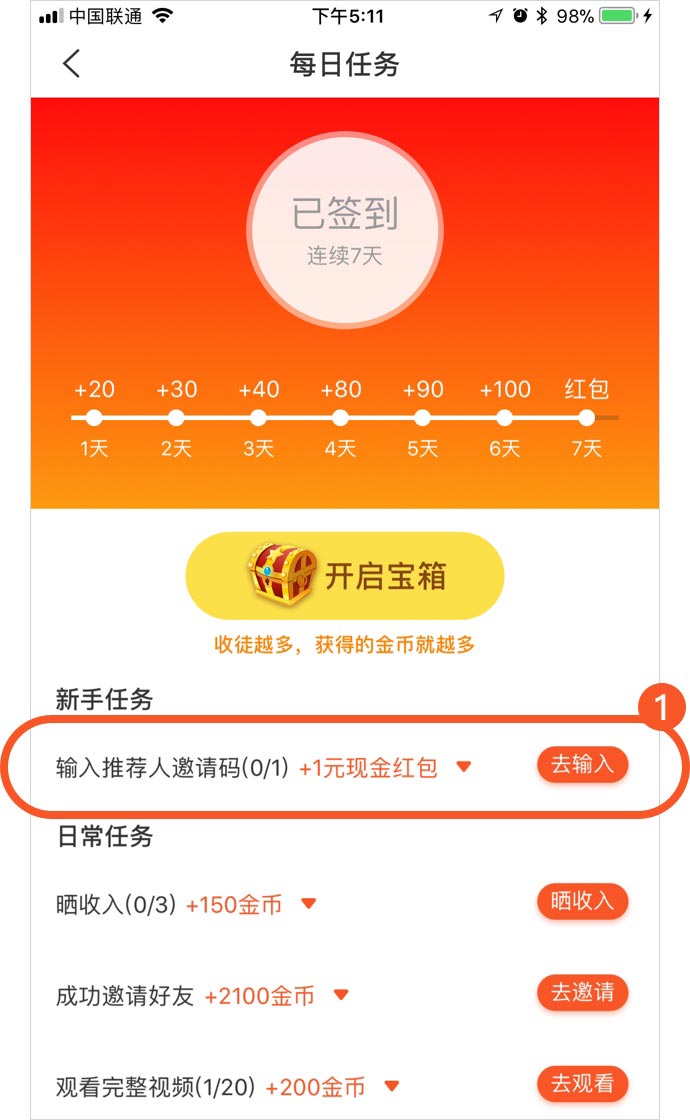 中国联通 下午5:11 98%
每日任务
已签到
连续7天
+20 +30 +40 +80 +90 +100 红包
1天 2天 3天 4天 5天 6天 7天
开启宝箱
收徒越多，获得的金币就越多
新手任务
1
输入推荐人邀请码(0/1) +1元现金红包 去输入
日常任务
晒收入(0/3) +150金币 晒收入
成功邀请好友 +2100金币 去邀请
观看完整视频(1/20) +200金币 去观看